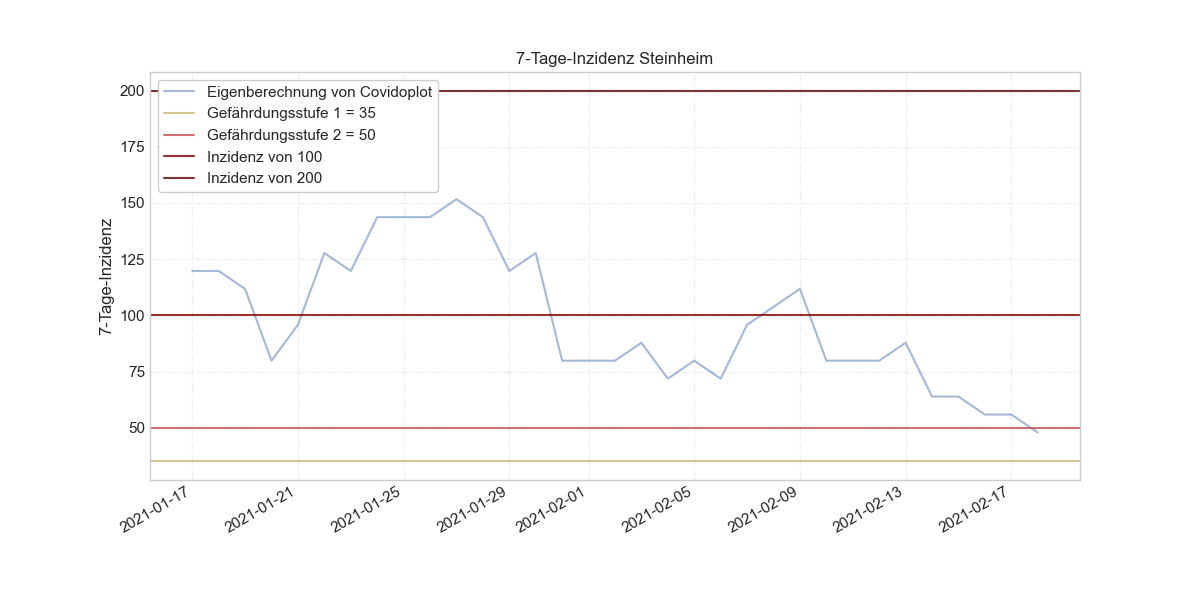 7-Tage-Inzidenz Steinheim
200
175
150
125
100
75
50
7-Tage-Inzidenz
Eigenberechnung von Covidoplot
Gefährdungsstufe 1 = 35
Gefährdungsstufe 2 = 50
Inzidenz von 100
Inzidenz von 200
2021-01-17
2021-01-21
2021-01-25
2021-01-29
2021-02-01
2021-02-05
2021-02-09
2021-02-13
2021-02-17